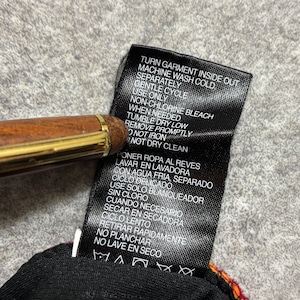 TURN GARMENT INSIDE OUT
MACHINE WASH COLD,
SEPARATELY
GENTLE CYCLE
USE ONLY
NON-CHLORINE BLEACH
WHEN NEEDED
TUMBLE DRY LOW
REMOVE PROMPTLY
DO NOT IRON
DO NOT DRY CLEAN
PONER ROPA AL REVES
LAVAR EN LAVADORA
CON AGUA FRIA, SEPARADO
CICLO DELICADO
USE SOLO BLANQUEADOR
SIN CLORO
CUANDO NECESARIO
SECAR EN SECADORA
CICLO LENTO
RETIRAR RAPIDAMENTE
NO PLANCHAR
NO LAVE EN SECO